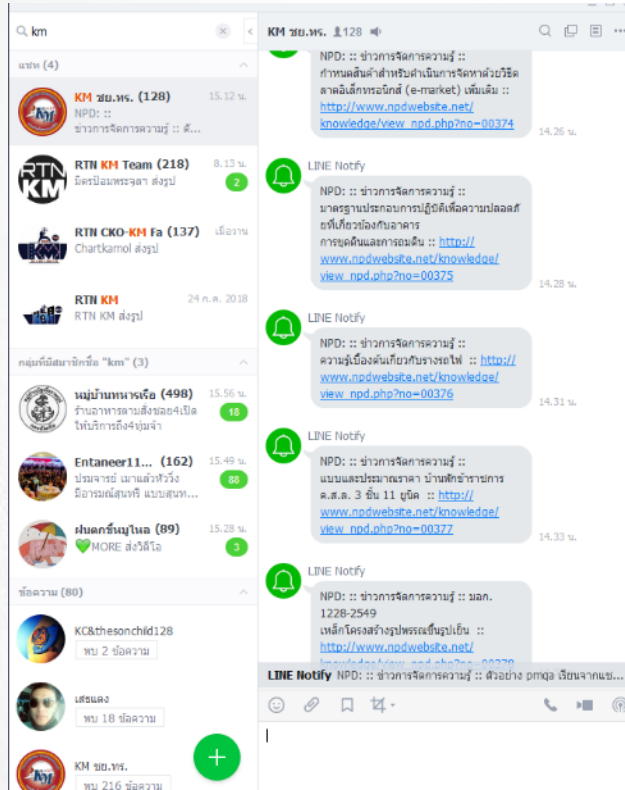 km
แชท (4)
KM ชย.ทร. (128)
15.12 น.
NPD: ::
ข่าวการจัดการความรู้ :: ตั...
RTN KM Team (218)
8.13 น.
มิตรป้อมพระจุลฯ ส่งรูป
2
RTN CKO-KM Fa (137)
เมื่อวาน
Chartkamol ส่งรูป
RTN KM
24 ก.ค. 2018
RTN KM ส่งรูป
กลุ่มที่มีสมาชิกชื่อ "km" (3)
หมู่บ้านทหารเรือ (498)
15.56 น.
ร้านอาหารตามสั่งซอย4เปิด
ให้บริการถึง4ทุ่มจ้า
18
Entaneer11... (162)
15.49 น.
ปรมจารย์ เมาแล้วหัววิ้ง
มีอารมณ์สุนทรี แบบสุนท...
88
ฝนตกขี้หมูไหล (89)
15.28 น.
MORE ส่งวิดีโอ
3
ข้อความ (80)
KC&thesonchild128
พบ 2 ข้อความ
เสธแดง
พบ 18 ข้อความ
KM ชย.ทร.
พบ 216 ข้อความ
KM ชย.ทร. 128
NPD: :: ข่าวการจัดการความรู้ ::
กำหนดสินค้าสำหรับดำเนินการจัดหาด้วยวิธีต
ลาดอิเล็กทรอนิกส์ (e-market) เพิ่มเติม ::
http://www.npdwebsite.net/
knowledge/view_npd.php?no=00374
14.26 น.
LINE Notify
NPD: :: ข่าวการจัดการความรู้ ::
มาตรฐานประกอบการปฏิบัติเพื่อความปลอดภั
ยที่เกี่ยวข้องกับอาคาร
การขุดดินและการถมดิน :: http://
www.npdwebsite.net/knowledge/
view_npd.php?no=00375
14.28 น.
LINE Notify
NPD: :: ข่าวการจัดการความรู้ ::
ความรู้เบื้องต้นเกี่ยวกับรางรถไฟ :: http://
www.npdwebsite.net/knowledge/
view_npd.php?no=00376
14.31 น.
LINE Notify
NPD: :: ข่าวการจัดการความรู้ ::
แบบและประมาณราคา บ้านพักข้าราชการ
ค.ส.ล. 3 ชั้น 11 ยูนิค :: http://
www.npdwebsite.net/knowledge/
view_npd.php?no=00377
14.33 น.
LINE Notify
NPD: :: ข่าวการจัดการความรู้ :: มอก.
1228-2549
เหล็กโครงสร้างรูปพรรณขึ้นรูปเย็น ::
http://www.npdwebsite.net/
knowledge/view_npd.php?no=00378
LINE Notify NPD: :: ข่าวการจัดการความรู้ :: ตัวอย่าง pmqa เรียนจากแช...